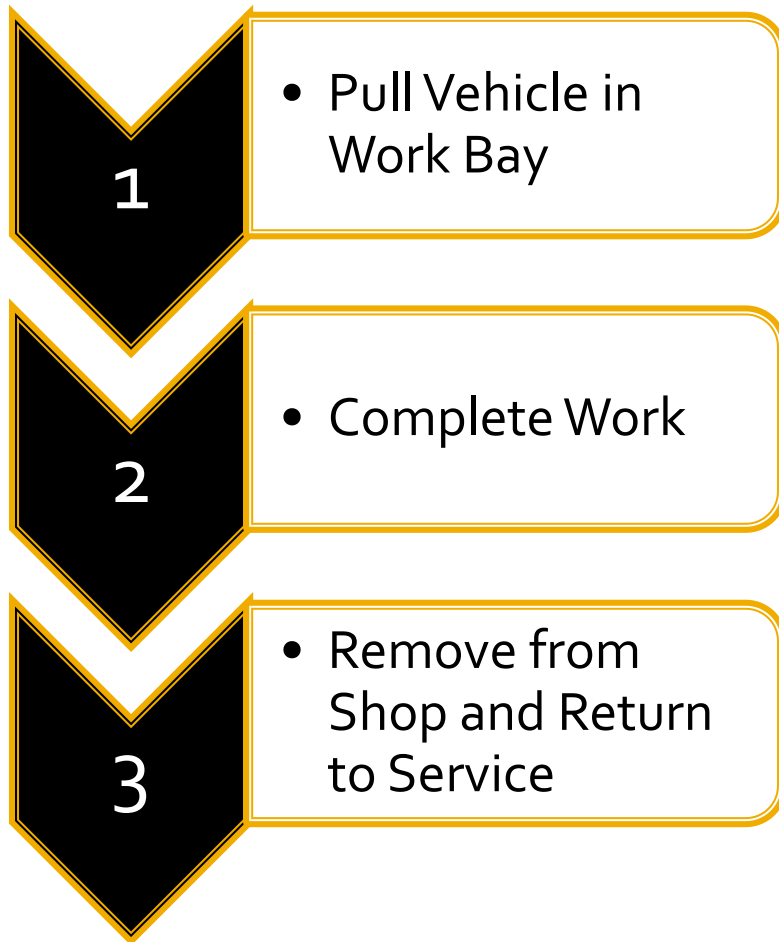 1
• Pull Vehicle in
Work Bay
2
• Complete Work
3
• Remove from
Shop and Return
to Service